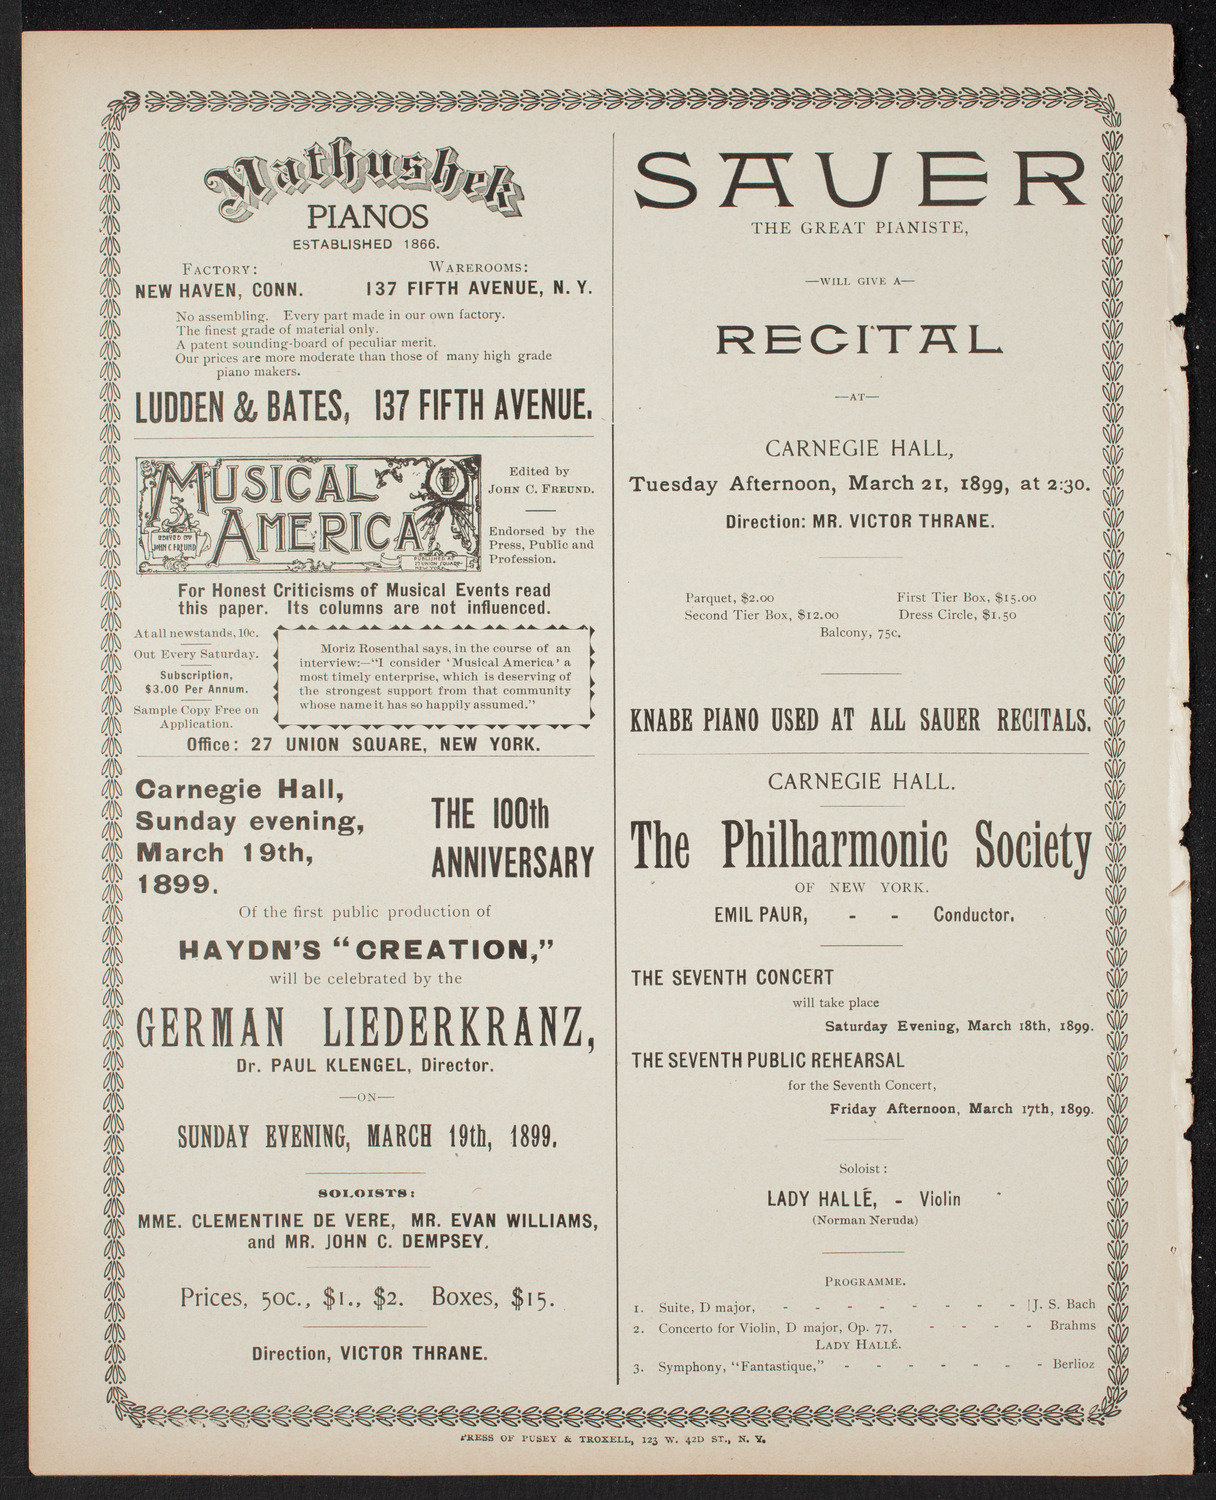 Mathushek
PIANOS
ESTABLISHED 1866.
FACTORY: WAREROOMS:
NEW HAVEN, CONN. 137 FIFTH AVENUE, N. Y.
No assembling. Every part made in our own factory.
The finest grade of material only.
A patent sounding-board of peculiar merit.
Our prices are more moderate than those of many high grade
piano makers.
LUDDEN & BATES, 137 FIFTH AVENUE.
MUSICAL
AMERICA
EDITED BY
JOHN C FREUND
PUBLISHED AT
27 UNION SQUARE
NEW YORK
Edited by
JOHN C. FREUND.
Endorsed by the
Press, Public and
Profession.
For Honest Criticisms of Musical Events read
this paper. Its columns are not influenced.
At all newstands, 10c.
Out Every Saturday.
Subscription,
$3.00 Per Annum.
Sample Copy Free on
Application.
Moriz Rosenthal says, in the course of an
interview:—"I consider 'Musical America' a
most timely enterprise, which is deserving of
the strongest support from that community
whose name it has so happily assumed."
Office: 27 UNION SQUARE, NEW YORK.
Carnegie Hall,
Sunday evening,
March 19th,
1899.
THE 100th
ANNIVERSARY
Of the first public production of
HAYDN'S "CREATION,"
will be celebrated by the
GERMAN LIEDERKRANZ,
Dr. PAUL KLENGEL, Director.
—ON—
SUNDAY EVENING, MARCH 19th, 1899.
SOLOISTS:
MME. CLEMENTINE DE VERE, MR. EVAN WILLIAMS,
and MR. JOHN C. DEMPSEY.
Prices, 50c., $1., $2. Boxes, $15.
Direction, VICTOR THRANE.
SAUER
THE GREAT PIANISTE,
—WILL GIVE A—
RECITAL
—AT—
CARNEGIE HALL,
Tuesday Afternoon, March 21, 1899, at 2:30.
Direction: MR. VICTOR THRANE.
Parquet, $2.00 First Tier Box, $15.00
Second Tier Box, $12.00 Dress Circle, $1.50
Balcony, 75c.
KNABE PIANO USED AT ALL SAUER RECITALS.
CARNEGIE HALL.
The Philharmonic Society
OF NEW YORK.
EMIL PAUR, - - Conductor.
THE SEVENTH CONCERT
will take place
Saturday Evening, March 18th, 1899.
THE SEVENTH PUBLIC REHEARSAL
for the Seventh Concert,
Friday Afternoon, March 17th, 1899.
Soloist:
LADY HALLÉ, - Violin
(Norman Neruda)
PROGRAMME.
1. Suite, D major, - - - - - - - - J. S. Bach
2. Concerto for Violin, D major, Op. 77, - - - - Brahms
LADY HALLÉ.
3. Symphony, "Fantastique," - - - - - - - Berlioz
PRESS OF PUSEY & TROXELL, 123 W. 42D ST., N. Y.